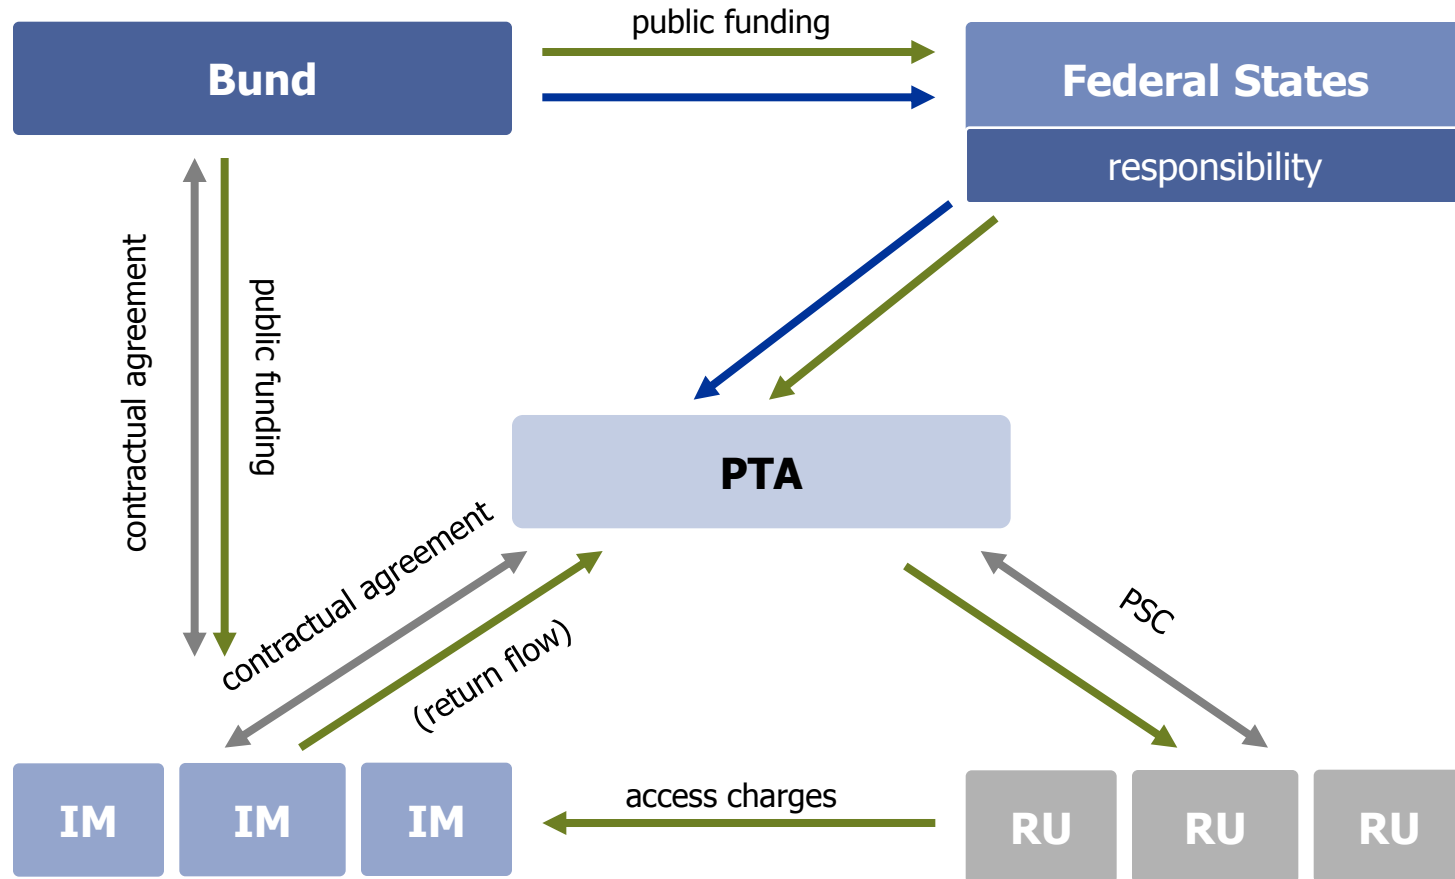 public funding
Bund
Federal States
responsibility
contractual agreement
public funding
PTA
contractual agreement
(return flow)
PSC
access charges
IM
IM
IM
RU
RU
RU